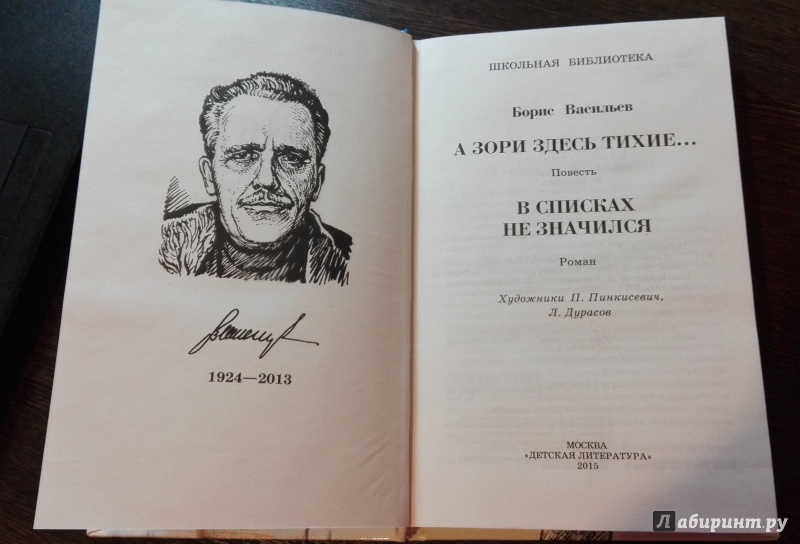 1924—2013
ШКОЛЬНАЯ БИБЛИОТЕКА
Борис Васильев
А ЗОРИ ЗДЕСЬ ТИХИЕ...
Повесть
В СПИСКАХ
НЕ ЗНАЧИЛСЯ
Роман
Художники П. Пинкисевич,
Л. Дурасов
МОСКВА
«ДЕТСКАЯ ЛИТЕРАТУРА»
2015
Лабиринт.ру